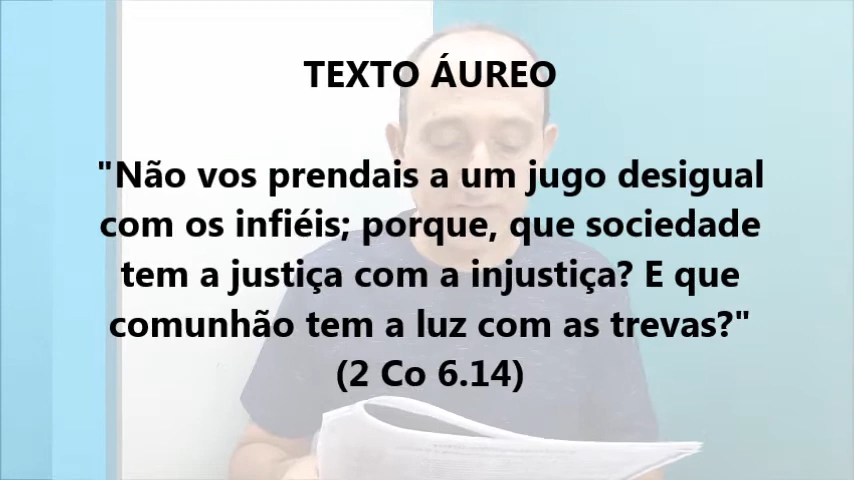 TEXTO ÁUREO
"Não vos prendais a um jugo desigual
com os infiéis; porque, que sociedade
tem a justiça com a injustiça? E que
comunhão tem a luz com as trevas?"
(2 Co 6.14)